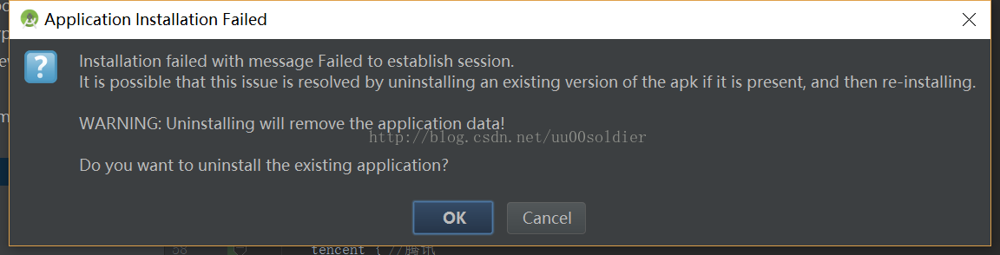 Application Installation Failed
Installation failed with message Failed to establish session.
It is possible that this issue is resolved by uninstalling an existing version of the apk if it is present, and then re-installing.
WARNING: Uninstalling will remove the application data!
http://blog.csdn.net/uu00soldier
Do you want to uninstall the existing application?
OK
Cancel
58
tencent { //腾讯